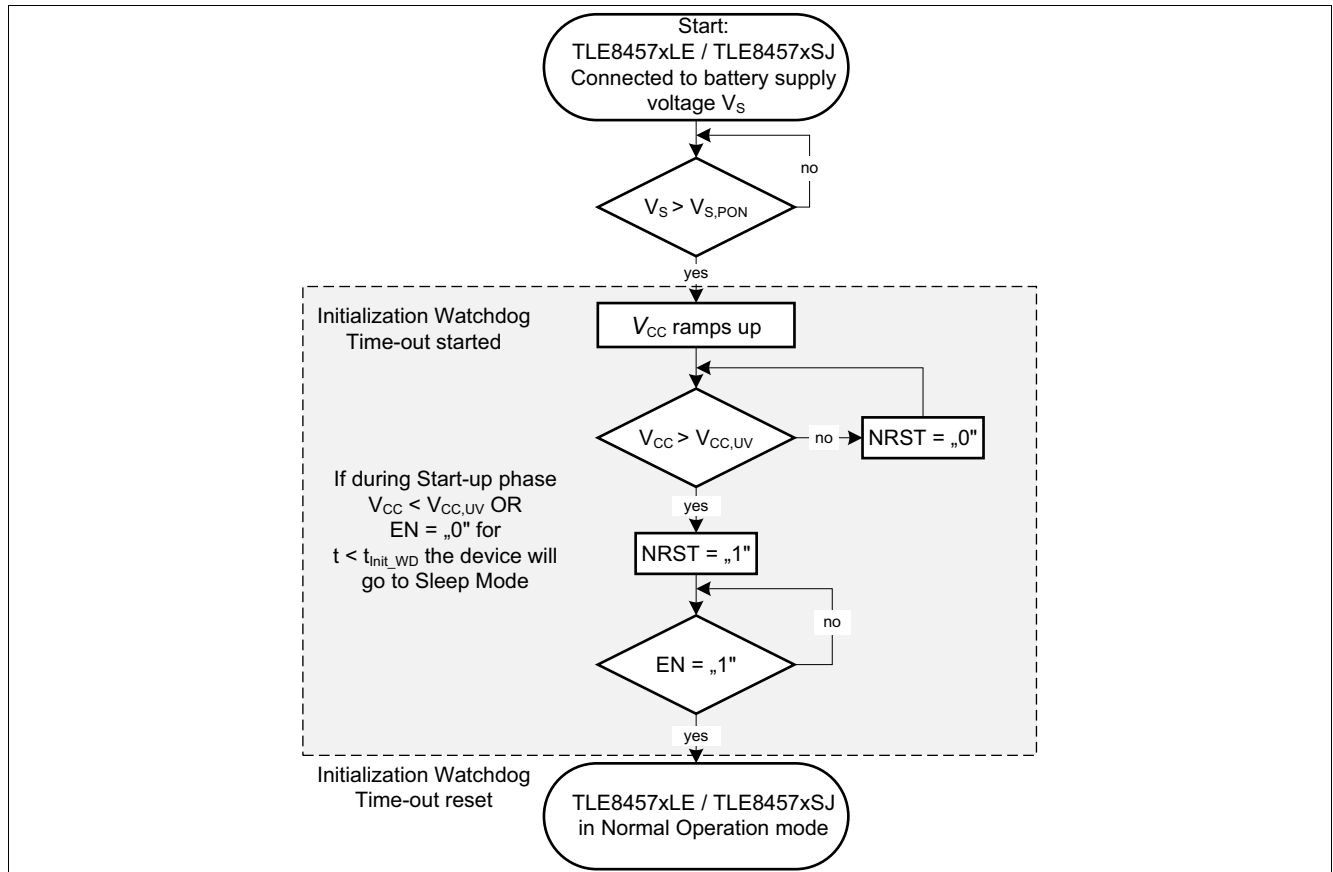 Start:
TLE8457xLE / TLE8457xSJ
Connected to battery supply
voltage VS
no
VS > VS,PON
yes
Initialization Watchdog
Time-out started
VCC ramps up
VCC > VCC,UV
no
NRST = „0"
If during Start-up phase
VCC < VCC,UV OR
EN = „0" for
t < tInit_WD the device will
go to Sleep Mode
yes
NRST = „1"
no
EN = „1"
yes
Initialization Watchdog
Time-out reset
TLE8457xLE / TLE8457xSJ
in Normal Operation mode